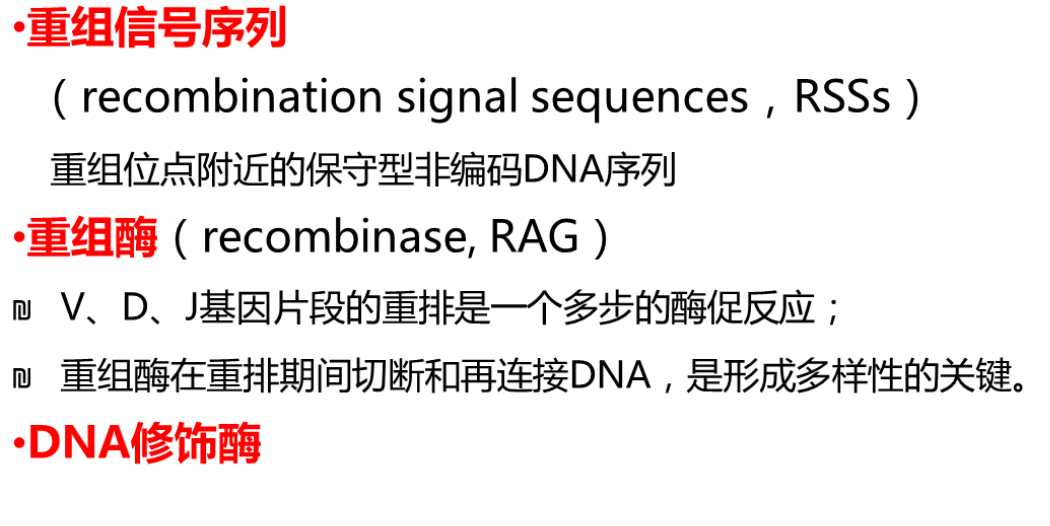 •重组信号序列
（recombination signal sequences，RSSs）
重组位点附近的保守型非编码DNA序列
•重组酶（recombinase, RAG）
₪ V、D、J基因片段的重排是一个多步的酶促反应；
₪ 重组酶在重排期间切断和再连接DNA，是形成多样性的关键。
•DNA修饰酶